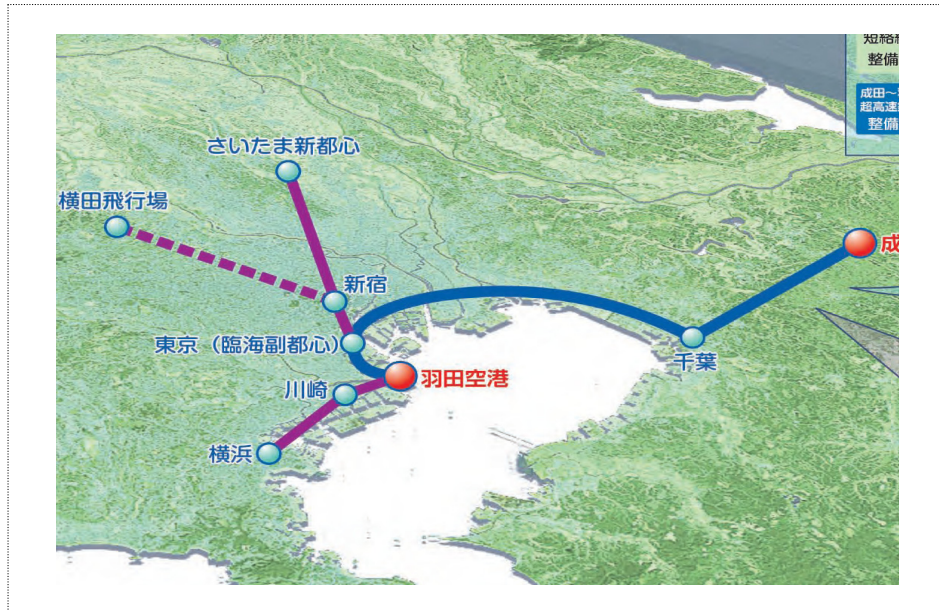 短絡
整備
成田~
超高速
整備
さいたま新都心
横田飛行場
新宿
東京（臨海副都心）
千葉
川崎
羽田空港
横浜
成